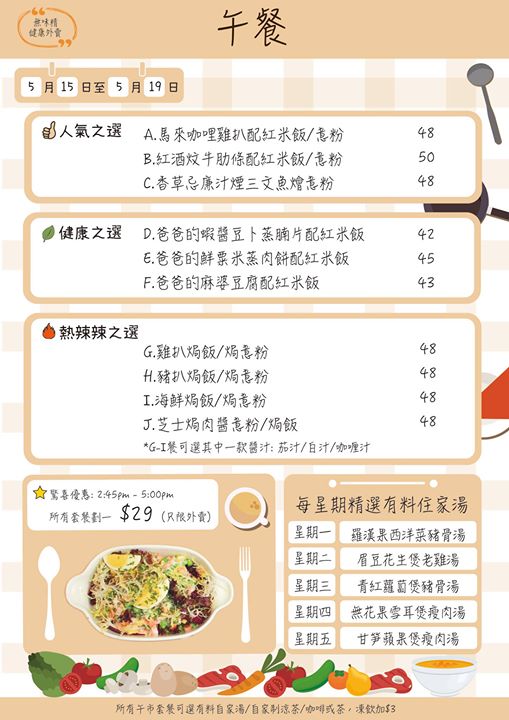 無味精
健康外賣
午餐
5 月 15 日至 5 月 19 日
人氣之選
A.馬來咖哩雞扒配紅米飯/意粉 48
B.紅酒炆牛肋條配紅米飯/意粉 50
C.香草忌廉汁煙三文魚燴意粉 48
健康之選
D.爸爸的蝦醬豆卜蒸腩片配紅米飯 42
E.爸爸的鮮粟米蒸肉餅配紅米飯 45
F.爸爸的麻婆豆腐配紅米飯 43
熱辣辣之選
G.雞扒焗飯/焗意粉 48
H.豬扒焗飯/焗意粉 48
I.海鮮焗飯/焗意粉 48
J.芝士焗肉醬意粉/焗飯 48
*G-I餐可選其中一款醬汁: 茄汁/白汁/咖喱汁
驚喜優惠: 2:45pm - 5:00pm
所有套餐劃一 $29 (只限外賣)
每星期精選有料住家湯
星期一 羅漢果西洋菜豬骨湯
星期二 眉豆花生煲老雞湯
星期三 青紅蘿蔔煲豬骨湯
星期四 無花果雪耳煲瘦肉湯
星期五 甘筍蘋果煲瘦肉湯
所有午市套餐可選有料自家湯/自家制涼茶/咖啡或茶，凍飲加$3